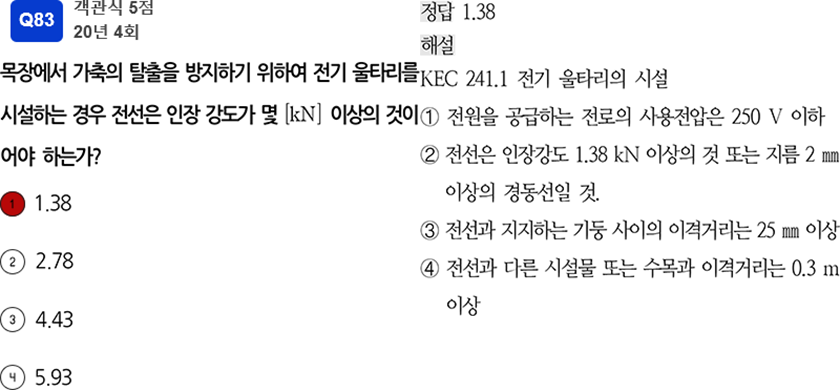 Q83
객관식 5점
20년 4회
목장에서 가축의 탈출을 방지하기 위하여 전기 울타리를
시설하는 경우 전선은 인장 강도가 몇 [kN] 이상의 것이
어야 하는가?
1 1.38
2 2.78
3 4.43
4 5.93
정답 1.38
해설
KEC 241.1 전기 울타리의 시설
① 전원을 공급하는 전로의 사용전압은 250 V 이하
② 전선은 인장강도 1.38 kN 이상의 것 또는 지름 2 ㎜
이상의 경동선일 것.
③ 전선과 지지하는 기둥 사이의 이격거리는 25 ㎜ 이상
④ 전선과 다른 시설물 또는 수목과 이격거리는 0.3 m
이상